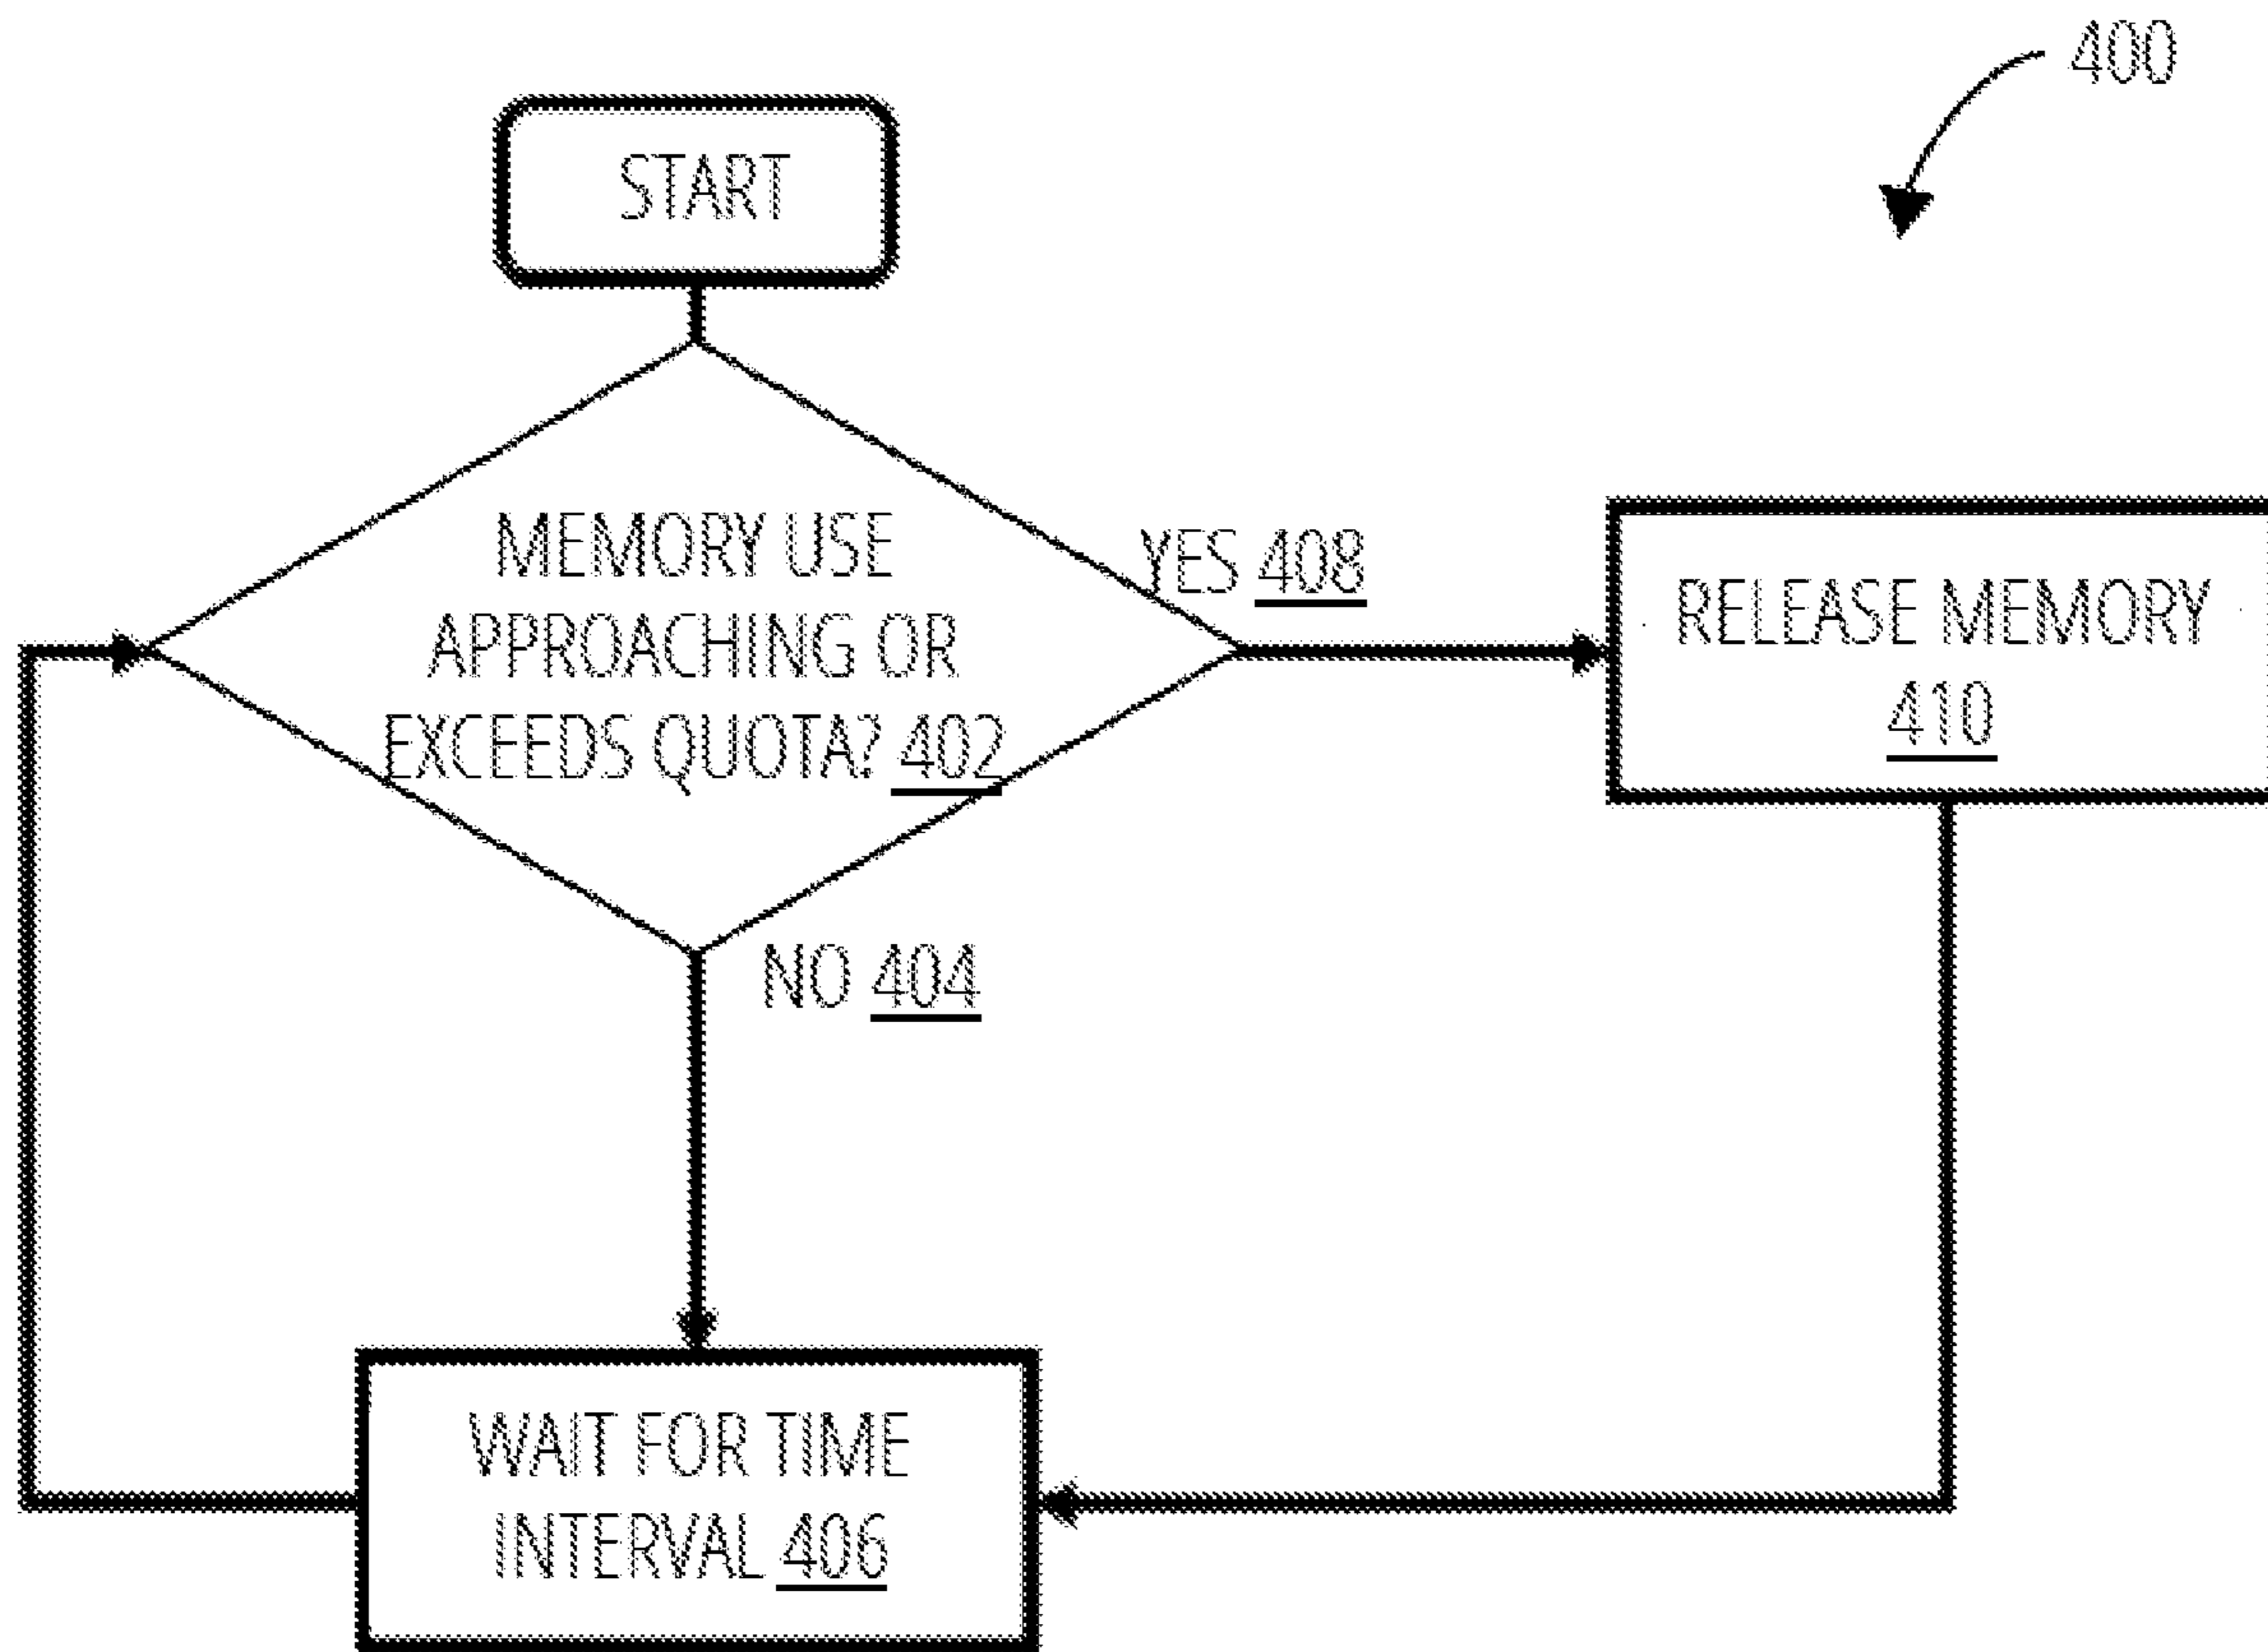 400
START
MEMORY USE
APPROACHING OR
EXCEEDS QUOTA? 402
YES 408
RELEASE MEMORY
410
NO 404
WAIT FOR TIME
INTERVAL 406